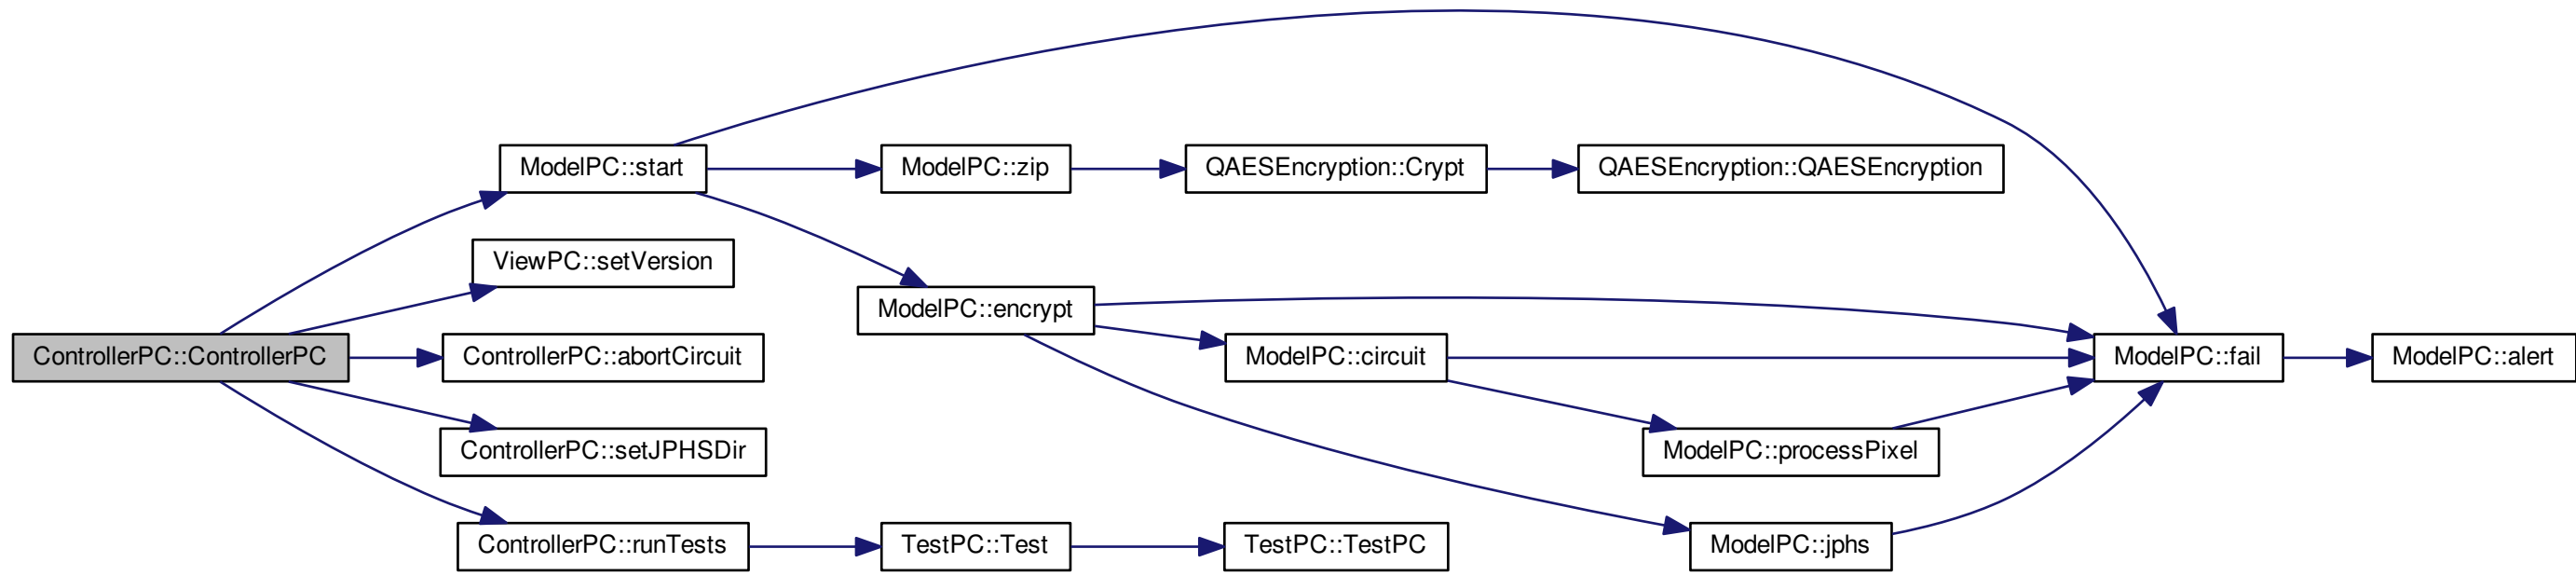 ModelPC::start
ModelPC::zip
QAESEncryption::Crypt
QAESEncryption::QAESEncryption
ViewPC::setVersion
ModelPC::encrypt
ControllerPC::ControllerPC
ControllerPC::abortCircuit
ModelPC::circuit
ModelPC::fail
ModelPC::alert
ControllerPC::setJPHSDir
ModelPC::processPixel
ControllerPC::runTests
TestPC::Test
TestPC::TestPC
ModelPC::jphs